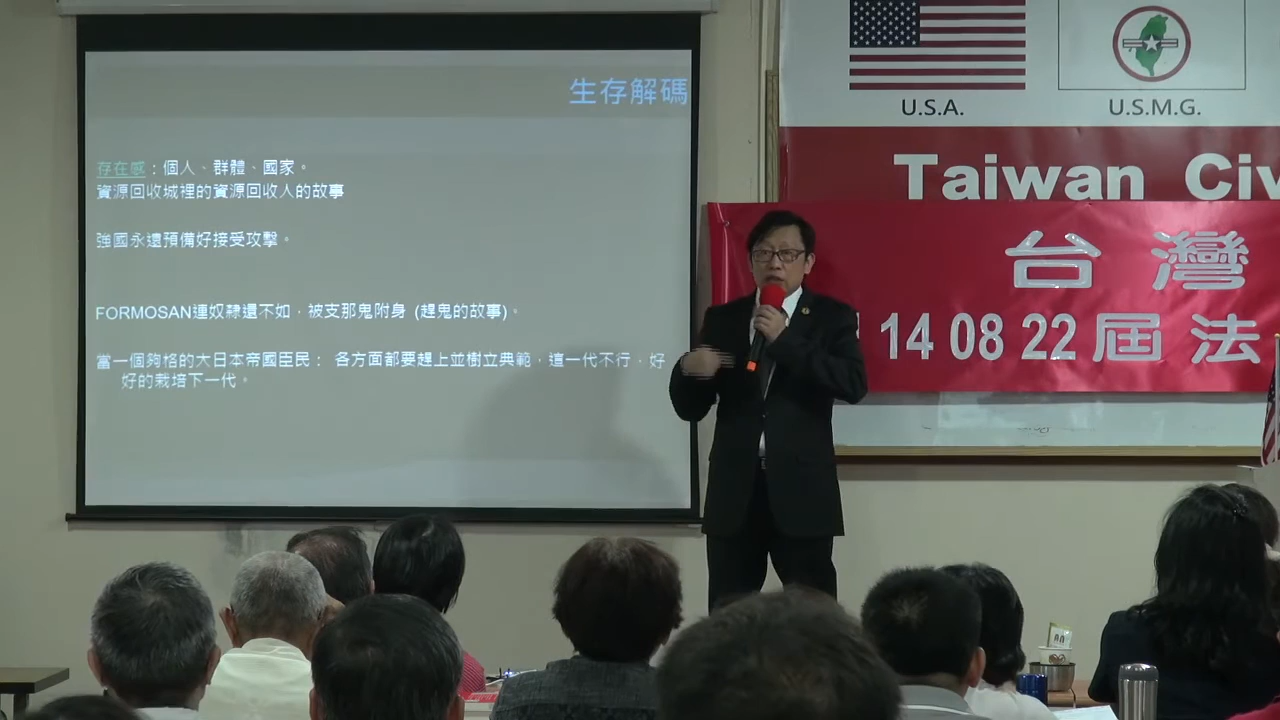 生存解碼
存在感：個人、群體、國家。
資源回收城裡的資源回收人的故事
強國永遠預備好接受攻擊。
FORMOSAN連奴隸還不如，被支那鬼附身 (趕鬼的故事)。
當一個夠格的大日本帝國臣民： 各方面都要趕上並樹立典範，這一代不行，好
好的栽培下一代。
U.S.A.
U.S.M.G.
Taiwan Civ
台灣
14 08 22 屆法